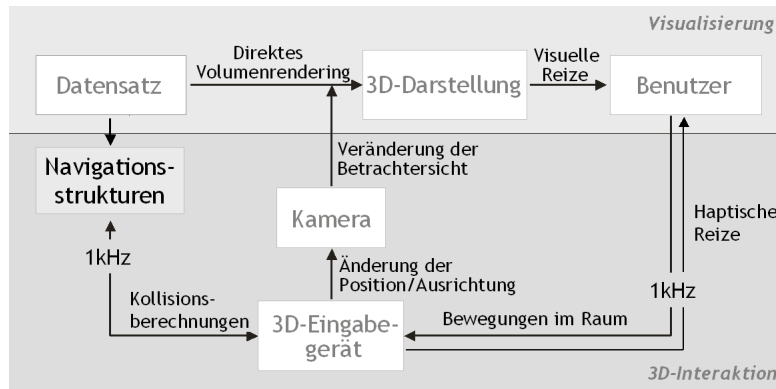 Visualisierung
Direktes
Volumenrendering
Visuelle
Reize
Datensatz
3D-Darstellung
Benutzer
Navigations-
strukturen
Veränderung der
Betrachtersicht
Kamera
Haptische
Reize
1kHz
Änderung der
Position/Ausrichtung
1kHz
Kollisions-
berechnungen
3D-Eingabe-
gerät
Bewegungen im Raum
3D-Interaktion